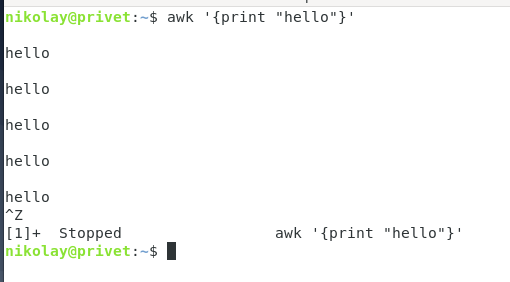 nikolay@privet:~$ awk '{print "hello"}'
hello
hello
hello
hello
hello
^Z
[1]+  Stopped                 awk '{print "hello"}'
nikolay@privet:~$